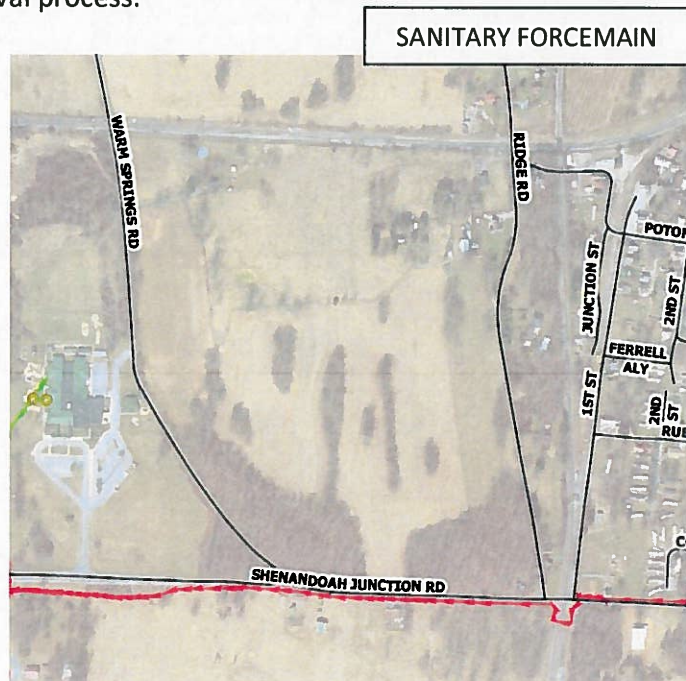 process.
SANITARY FORCEMAIN
WARM SPRINGS RD
RIDGE RD
JUNCTION ST
2ND ST
FERRELL
ALY
1ST ST
2ND
ST
SHENANDOAH JUNCTION RD